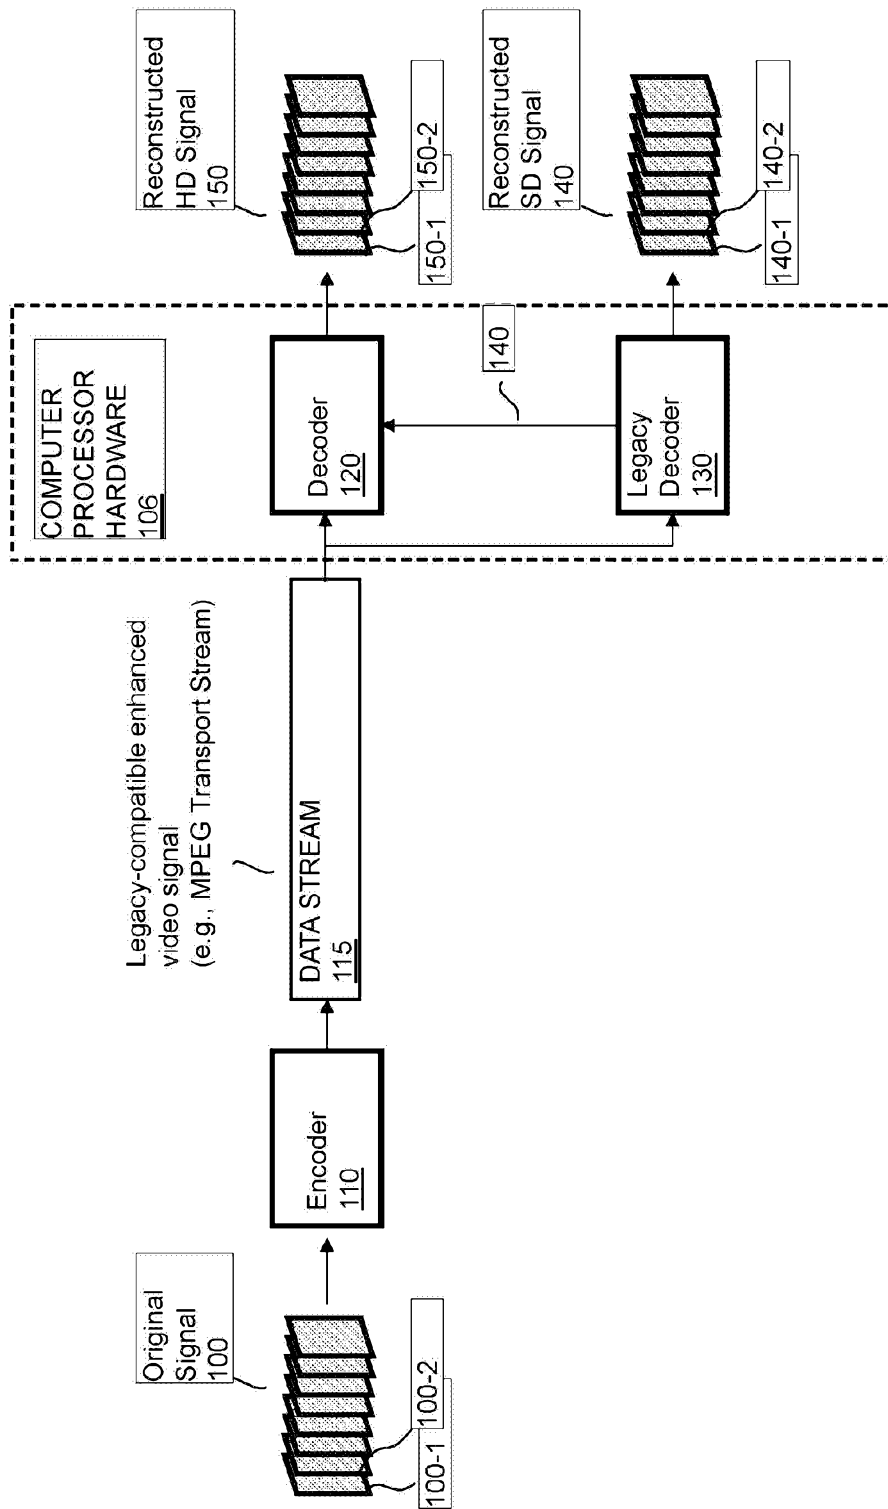 Original
Signal
100
100-1
100-2
Encoder
110
Legacy-compatible enhanced
video signal
(e.g., MPEG Transport Stream)
DATA STREAM
115
COMPUTER
PROCESSOR
HARDWARE
106
Decoder
120
140
Legacy
Decoder
130
Reconstructed
HD Signal
150
150-1
150-2
Reconstructed
SD Signal
140
140-1
140-2